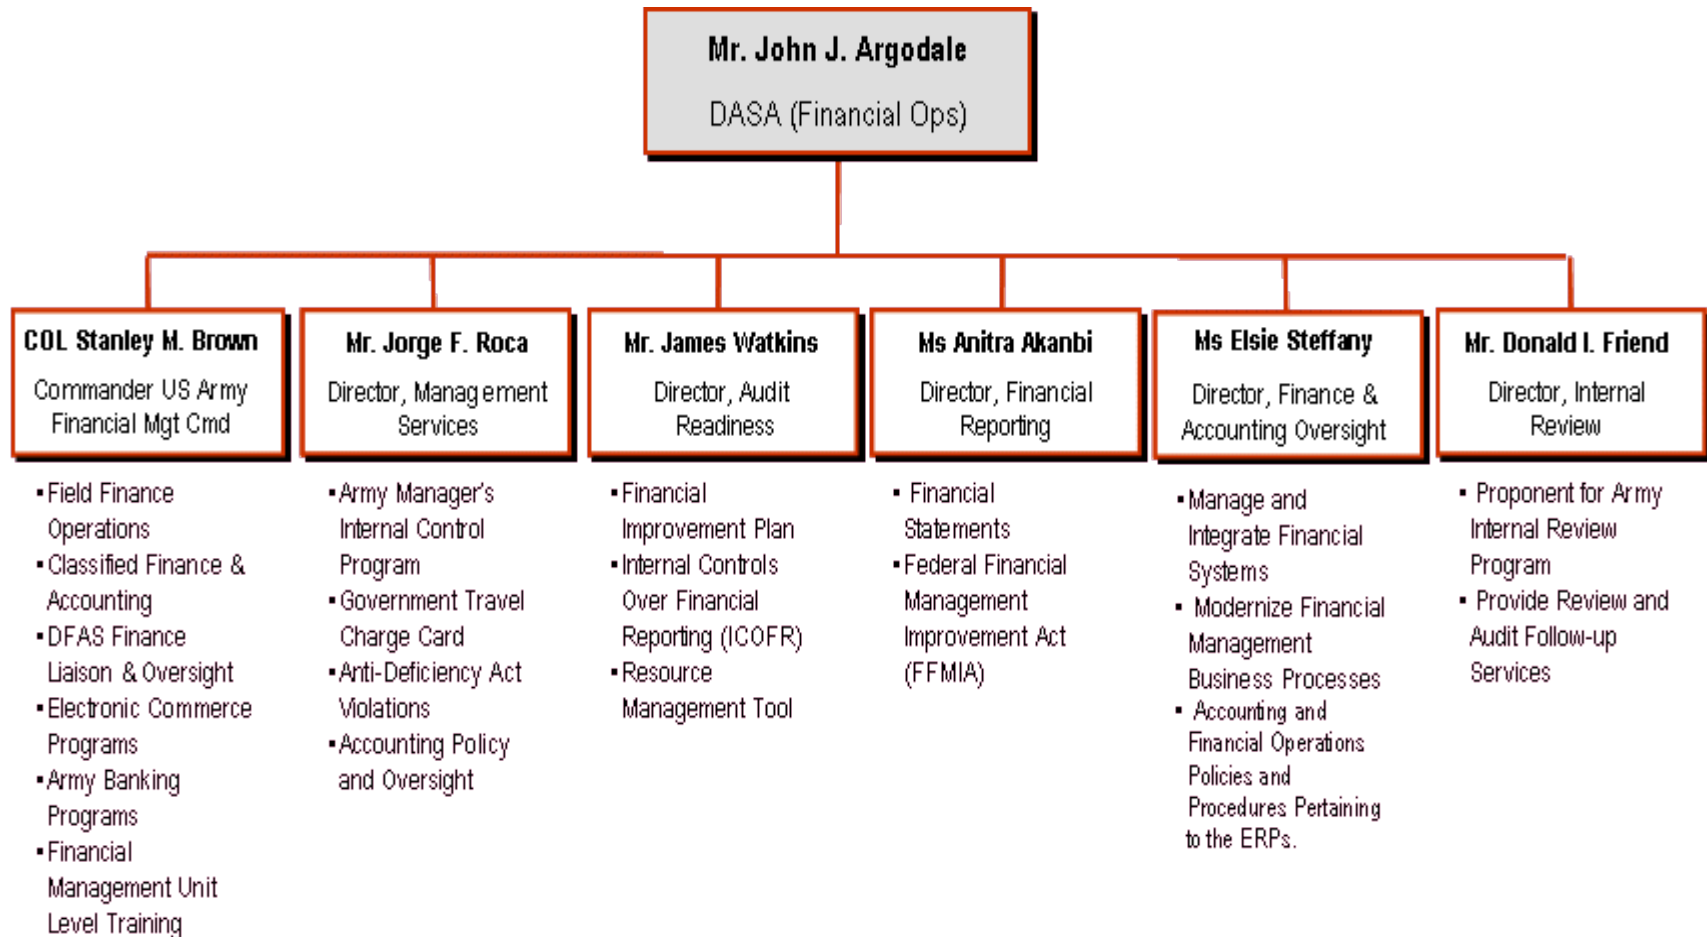 Mr. John J. Argodale
DASA (Financial Ops)
COL Stanley M. Brown
Commander US Army
Financial Mgt Cmd
▪Field Finance
Operations
▪Classified Finance &
Accounting
▪DFAS Finance
Liaison & Oversight
▪Electronic Commerce
Programs
▪Army Banking
Programs
▪Financial
Management Unit
Level Training
Mr. Jorge F. Roca
Director, Management
Services
▪Army Manager's
Internal Control
Program
▪Government Travel
Charge Card
▪Anti-Deficiency Act
Violations
▪Accounting Policy
and Oversight
Mr. James Watkins
Director, Audit
Readiness
▪Financial
Improvement Plan
▪Internal Controls
Over Financial
Reporting (ICOFR)
▪Resource
Management Tool
Ms Anitra Akanbi
Director, Financial
Reporting
▪ Financial
Statements
▪Federal Financial
Management
Improvement Act
(FFMIA)
Ms Elsie Steffany
Director, Finance &
Accounting Oversight
▪Manage and
Integrate Financial
Systems
▪ Modernize Financial
Management
Business Processes
▪ Accounting and
Financial Operations
Policies and
Procedures Pertaining
to the ERPs.
Mr. Donald I. Friend
Director, Internal
Review
▪ Proponent for Army
Internal Review
Program
▪ Provide Review and
Audit Follow-up
Services